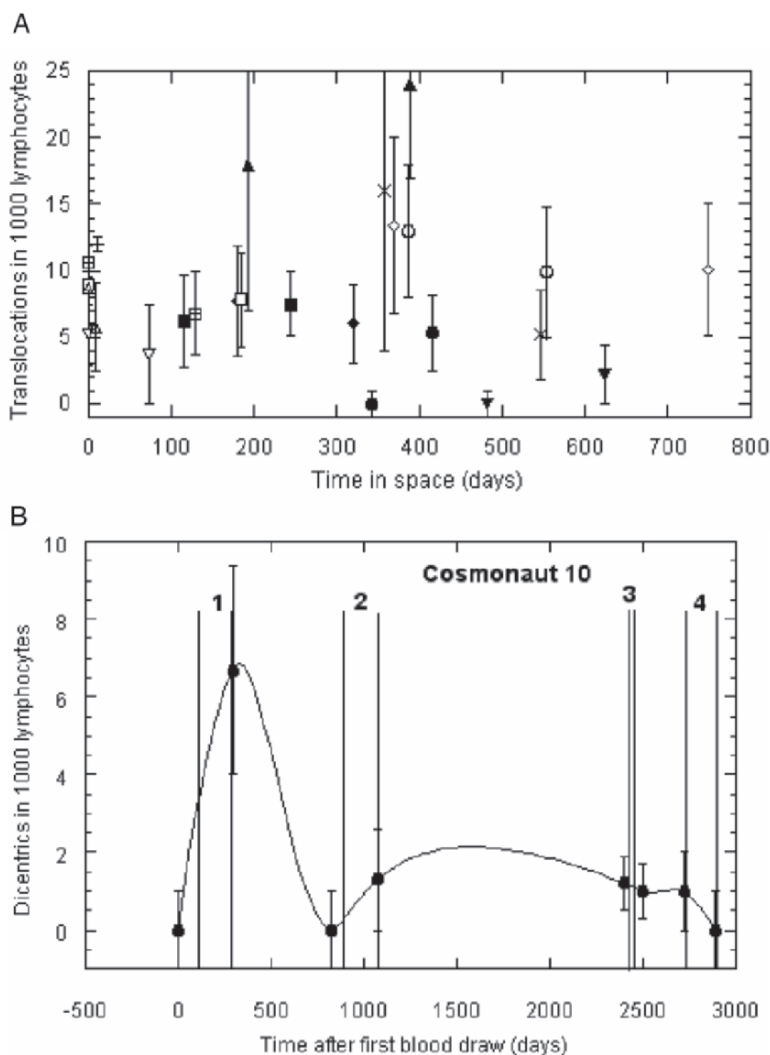 A
Translocations in 1000 lymphocytes
25
20
15
10
5
0
0 100 200 300 400 500 600 700 800
Time in space (days)
B
Dicentrics in 1000 lymphocytes
10
8
6
4
2
0
Cosmonaut 10
1 2 3 4
-500 0 500 1000 1500 2000 2500 3000
Time after first blood draw (days)